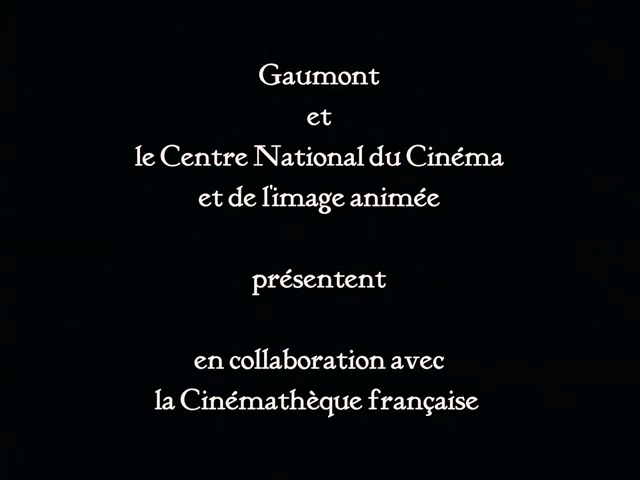 Gaumont
et
le Centre National du Cinéma
et de l'image animée
présentent
en collaboration avec
la Cinémathèque française